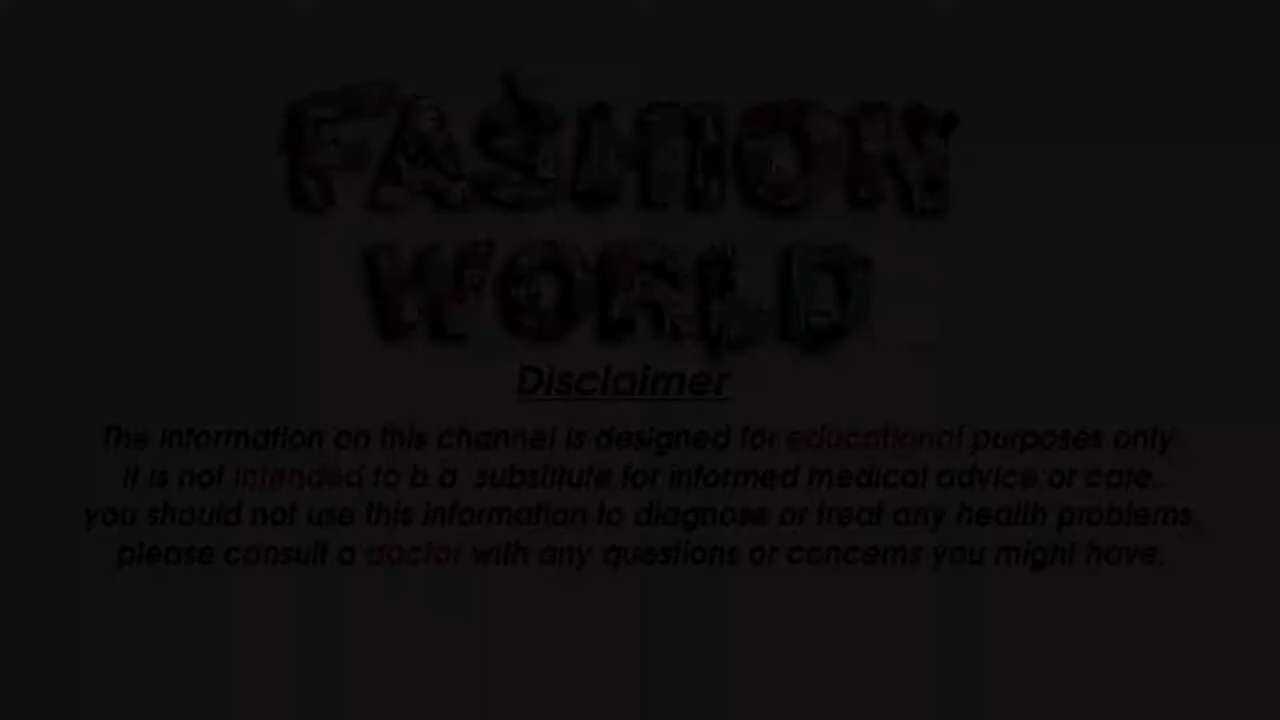 FASHION
WORLD
Disclaimer
The information on this channel is designed for educational purposes only.
it is not intended to b a substitute for informed medical advice or care.
you should not use this information to diagnose or treat any health problems
please consult a doctor with any questions or concerns you might have.